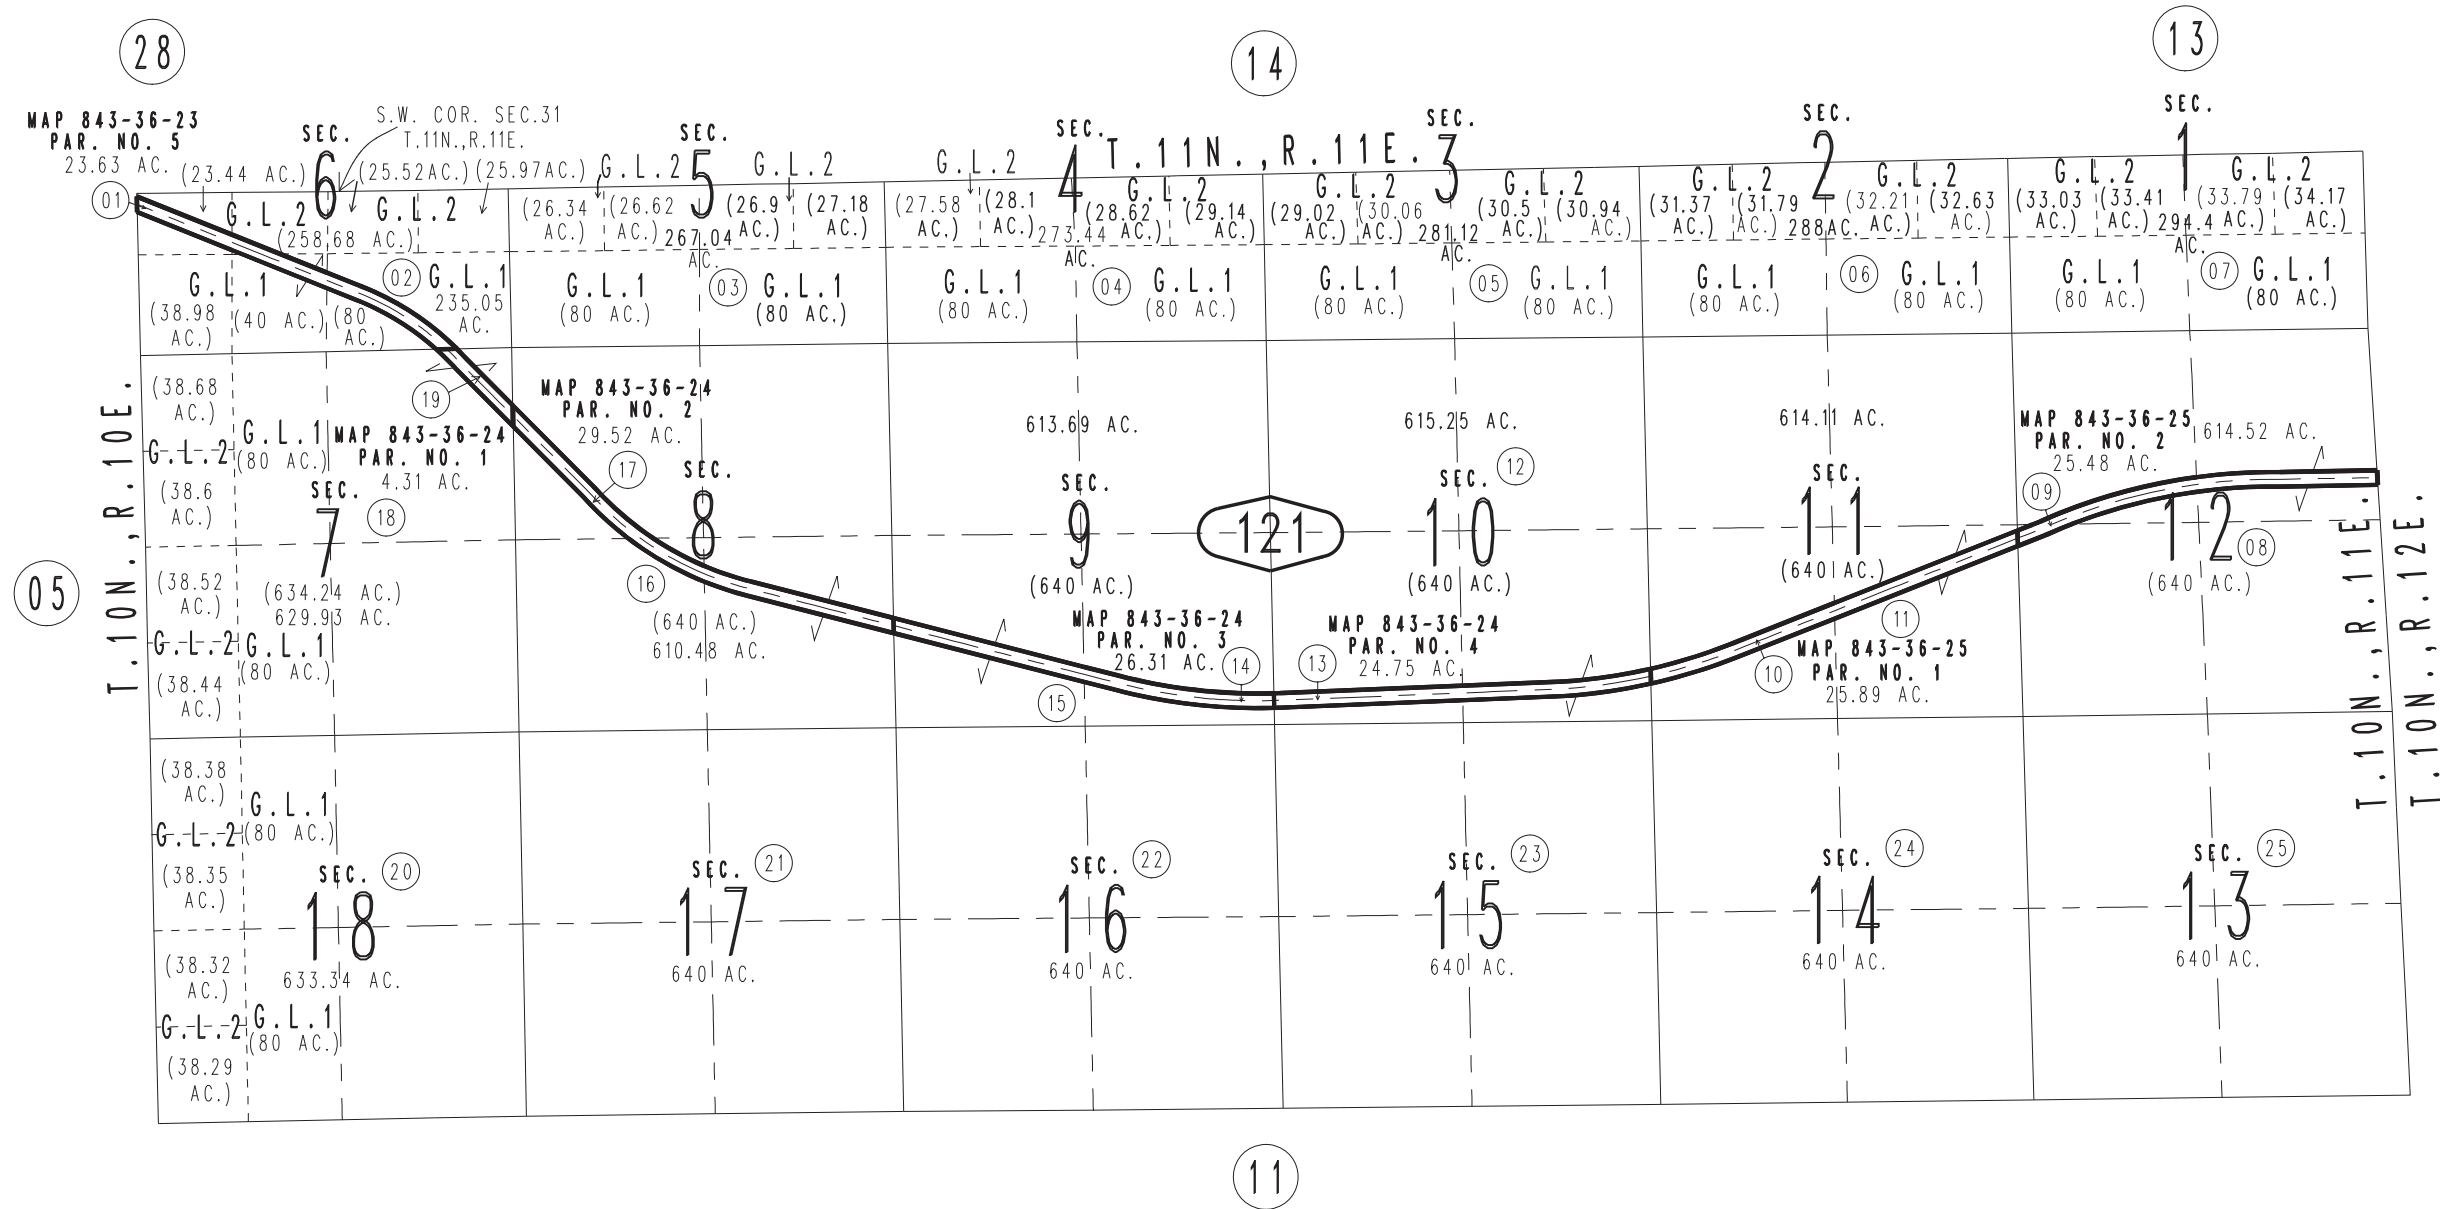 28
14
13
MAP 843-36-23
PAR. NO. 5
23.63 AC.
01
(23.44 AC.)
S.W. COR. SEC.31
T.11N.,R.11E.
SEC.
6
(25.52AC.)
(25.97AC.)
G.L.2
G.L.2
(258.68 AC.)
02
G.L.1
235.05
AC.
G.L.1
(38.98
AC.)
(40 AC.)
(80
AC.)
SEC.
5
G.L.2
G.L.2
(26.34
AC.)
(26.62
AC.)
267.04
AC.
(26.9
AC.)
(27.18
AC.)
G.L.1
(80 AC.)
03
G.L.1
(80 AC.)
T.11N.,R.11E.
SEC.
4
G.L.2
G.L.2
(27.58
AC.)
(28.1
AC.)
273.44
AC.
(28.62
AC.)
(29.14
AC.)
G.L.1
(80 AC.)
04
G.L.1
(80 AC.)
SEC.
3
G.L.2
G.L.2
(29.02
AC.)
(30.06
AC.)
281.12
AC.
(30.5
AC.)
(30.94
AC.)
G.L.1
(80 AC.)
05
G.L.1
(80 AC.)
SEC.
2
G.L.2
G.L.2
(31.37
AC.)
(31.79
AC.)
288AC.
(32.21
AC.)
(32.63
AC.)
G.L.1
(80 AC.)
06
G.L.1
(80 AC.)
SEC.
1
G.L.2
G.L.2
(33.03
AC.)
(33.41
AC.)
294.4
AC.
(33.79
AC.)
(34.17
AC.)
G.L.1
(80 AC.)
07
G.L.1
(80 AC.)
05
T.10N.,R.10E.
(38.68
AC.)
G.L.2
(38.6
AC.)
G.L.1
(80 AC.)
19
MAP 843-36-24
PAR. NO. 1
4.31 AC.
SEC.
7
18
(634.24 AC.)
629.93 AC.
(38.52
AC.)
G.L.2
(38.44
AC.)
G.L.1
(80 AC.)
MAP 843-36-24
PAR. NO. 2
29.52 AC.
17
SEC.
8
16
(640 AC.)
610.48 AC.
613.69 AC.
SEC.
9
(640 AC.)
MAP 843-36-24
PAR. NO. 3
26.31 AC.
14
15
121
615.25 AC.
SEC.
12
10
(640 AC.)
MAP 843-36-24
PAR. NO. 4
24.75 AC.
13
614.11 AC.
SEC.
11
(640 AC.)
11
10
MAP 843-36-25
PAR. NO. 1
25.89 AC.
MAP 843-36-25
PAR. NO. 2
25.48 AC.
614.52 AC.
09
12
08
(640 AC.)
T.10N.,R.11E.
T.10N.,R.12E.
(38.38
AC.)
G.L.2
(38.35
AC.)
G.L.1
(80 AC.)
SEC.
20
18
633.34 AC.
(38.32
AC.)
G.L.2
(38.29
AC.)
G.L.1
(80 AC.)
SEC.
21
17
640 AC.
SEC.
22
16
640 AC.
SEC.
23
15
640 AC.
SEC.
24
14
640 AC.
SEC.
25
13
640 AC.
11